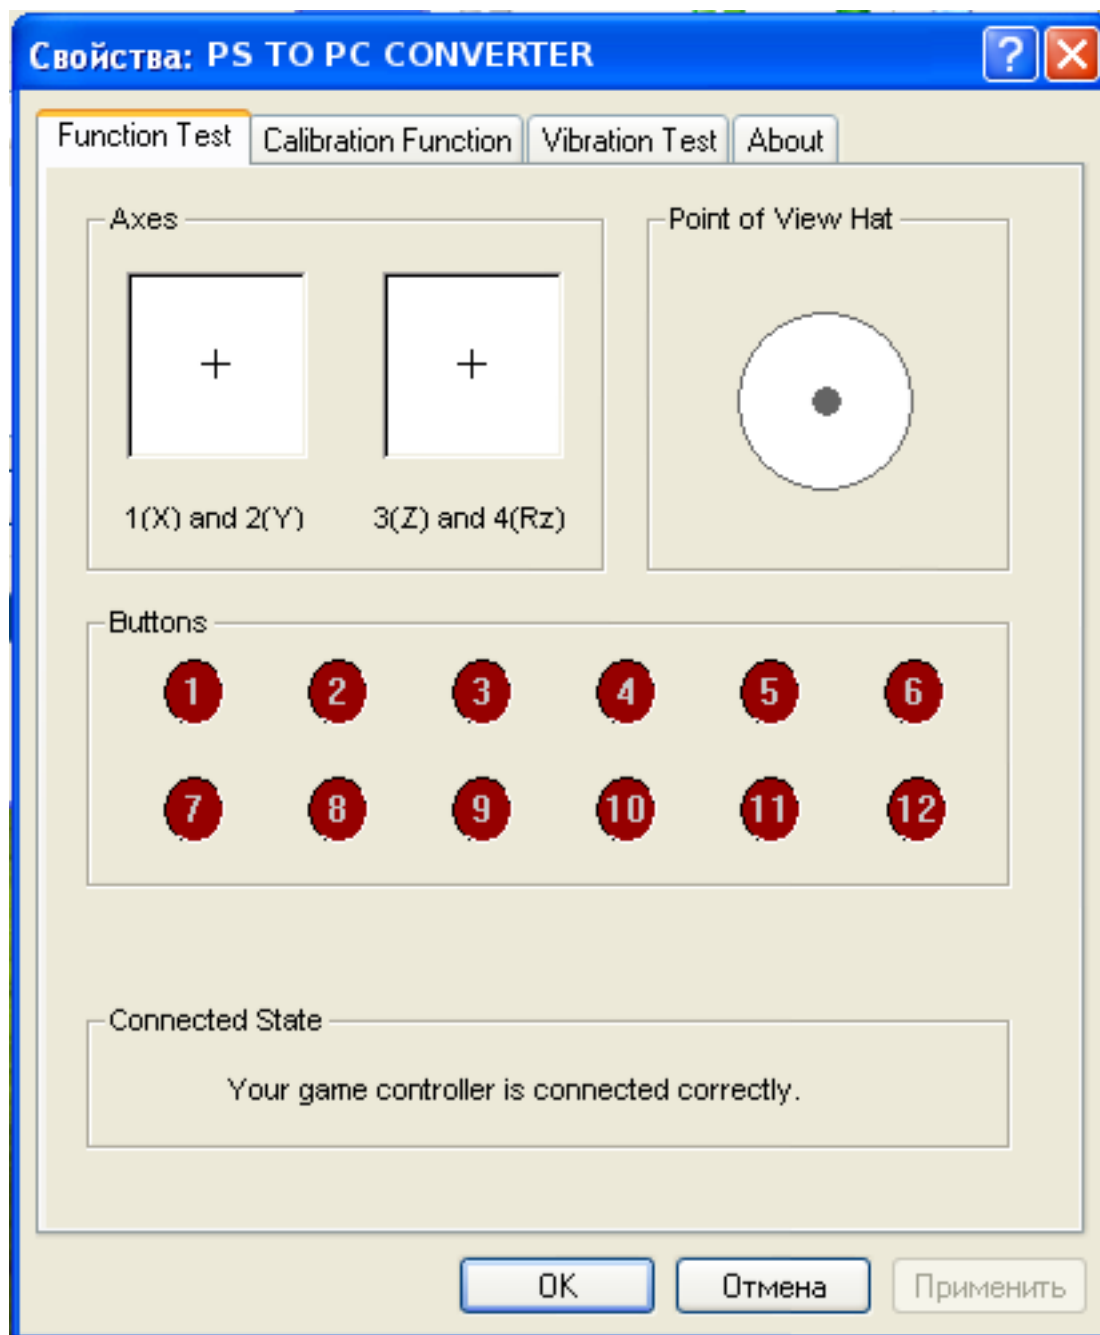 Свойства: PS TO PC CONVERTER
?
Function Test Calibration Function Vibration Test About
Axes
Point of View Hat
1(X) and 2(Y) 3(Z) and 4(Rz)
Buttons
1 2 3 4 5 6
7 8 9 10 11 12
Connected State
Your game controller is connected correctly.
OK Отмена Применить